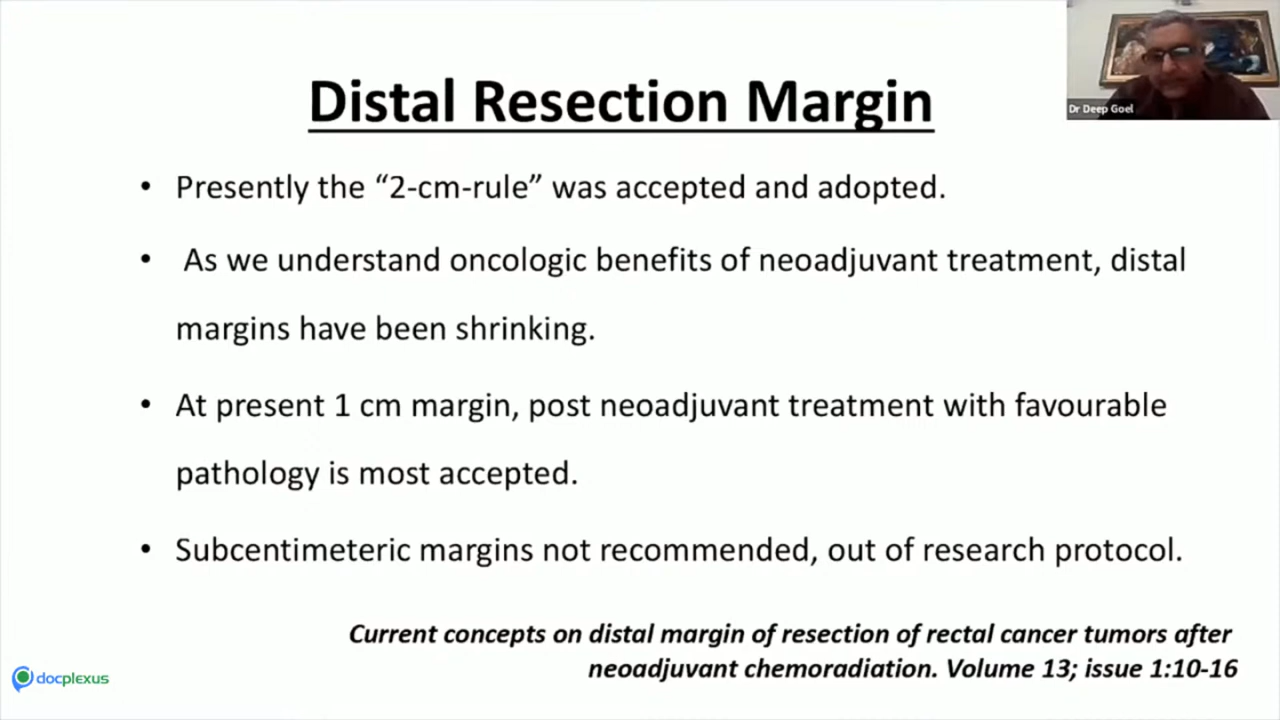 Distal Resection Margin
Dr Deep Goel
• Presently the “2-cm-rule” was accepted and adopted.
• As we understand oncologic benefits of neoadjuvant treatment, distal
margins have been shrinking.
• At present 1 cm margin, post neoadjuvant treatment with favourable
pathology is most accepted.
• Subcentimeteric margins not recommended, out of research protocol.
Current concepts on distal margin of resection of rectal cancer tumors after
neoadjuvant chemoradiation. Volume 13; issue 1:10-16
docplexus